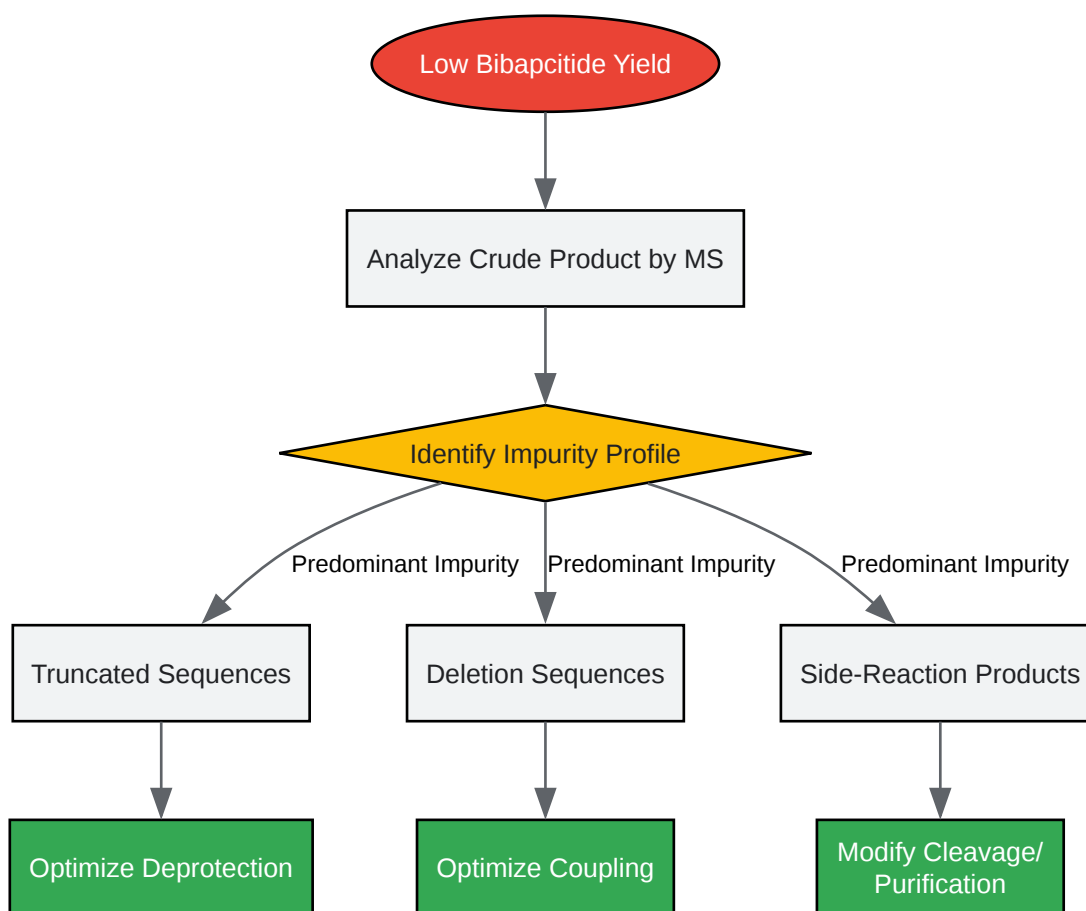 Low Bibapcitide Yield
Analyze Crude Product by MS
Identify Impurity Profile
Predominant Impurity
Predominant Impurity
Predominant Impurity
Truncated Sequences
Deletion Sequences
Side-Reaction Products
Optimize Deprotection
Optimize Coupling
Modify Cleavage/
Purification